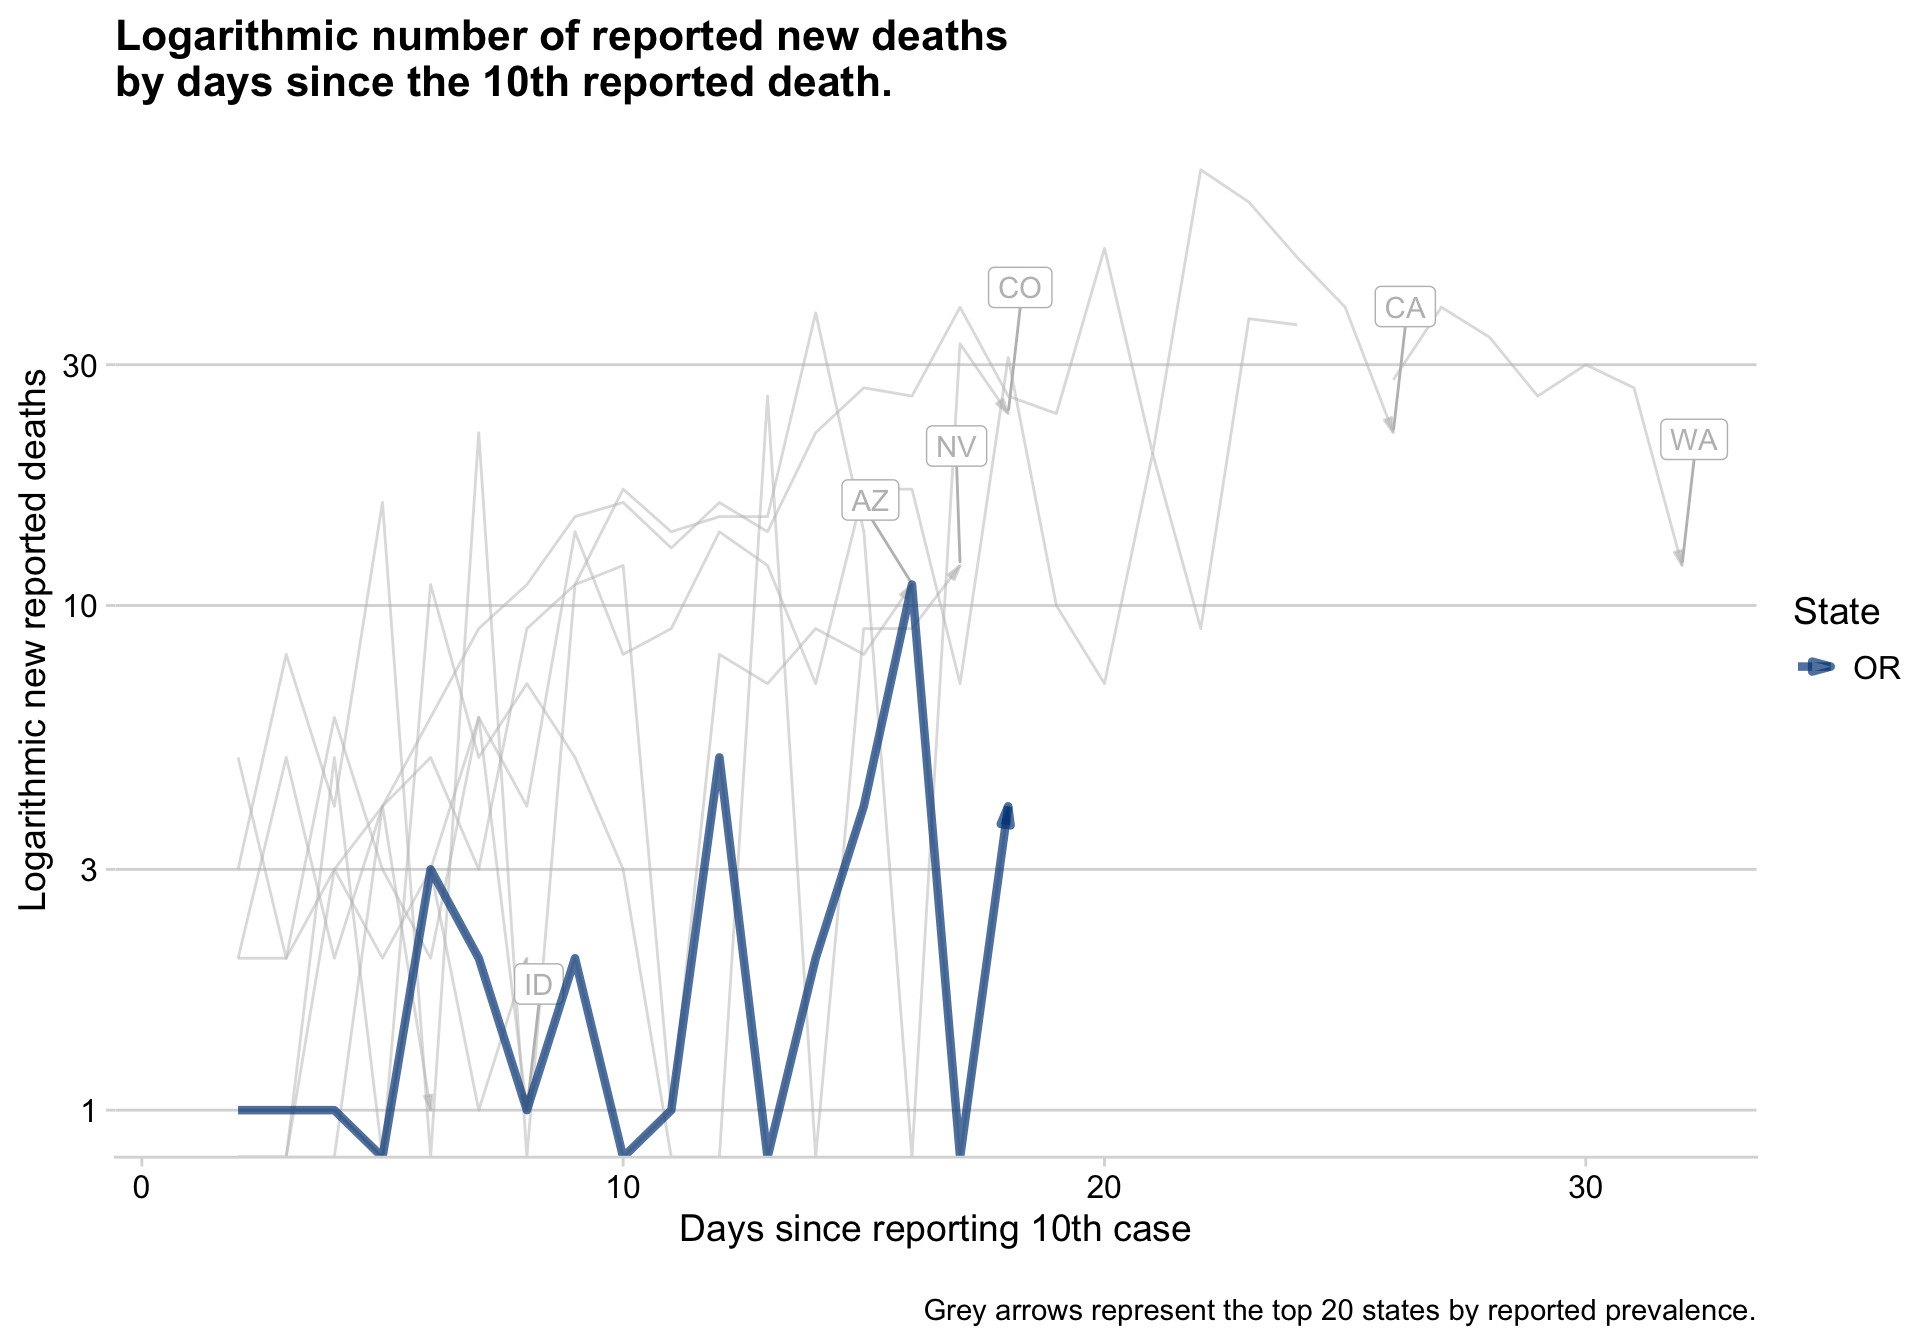 Logarithmic number of reported new deaths
by days since the 10th reported death.
Logarithmic new reported deaths
30
10
3
1
CO
CA
NV
WA
AZ
ID
State
OR
0
10
20
30
Days since reporting 10th case
Grey arrows represent the top 20 states by reported prevalence.